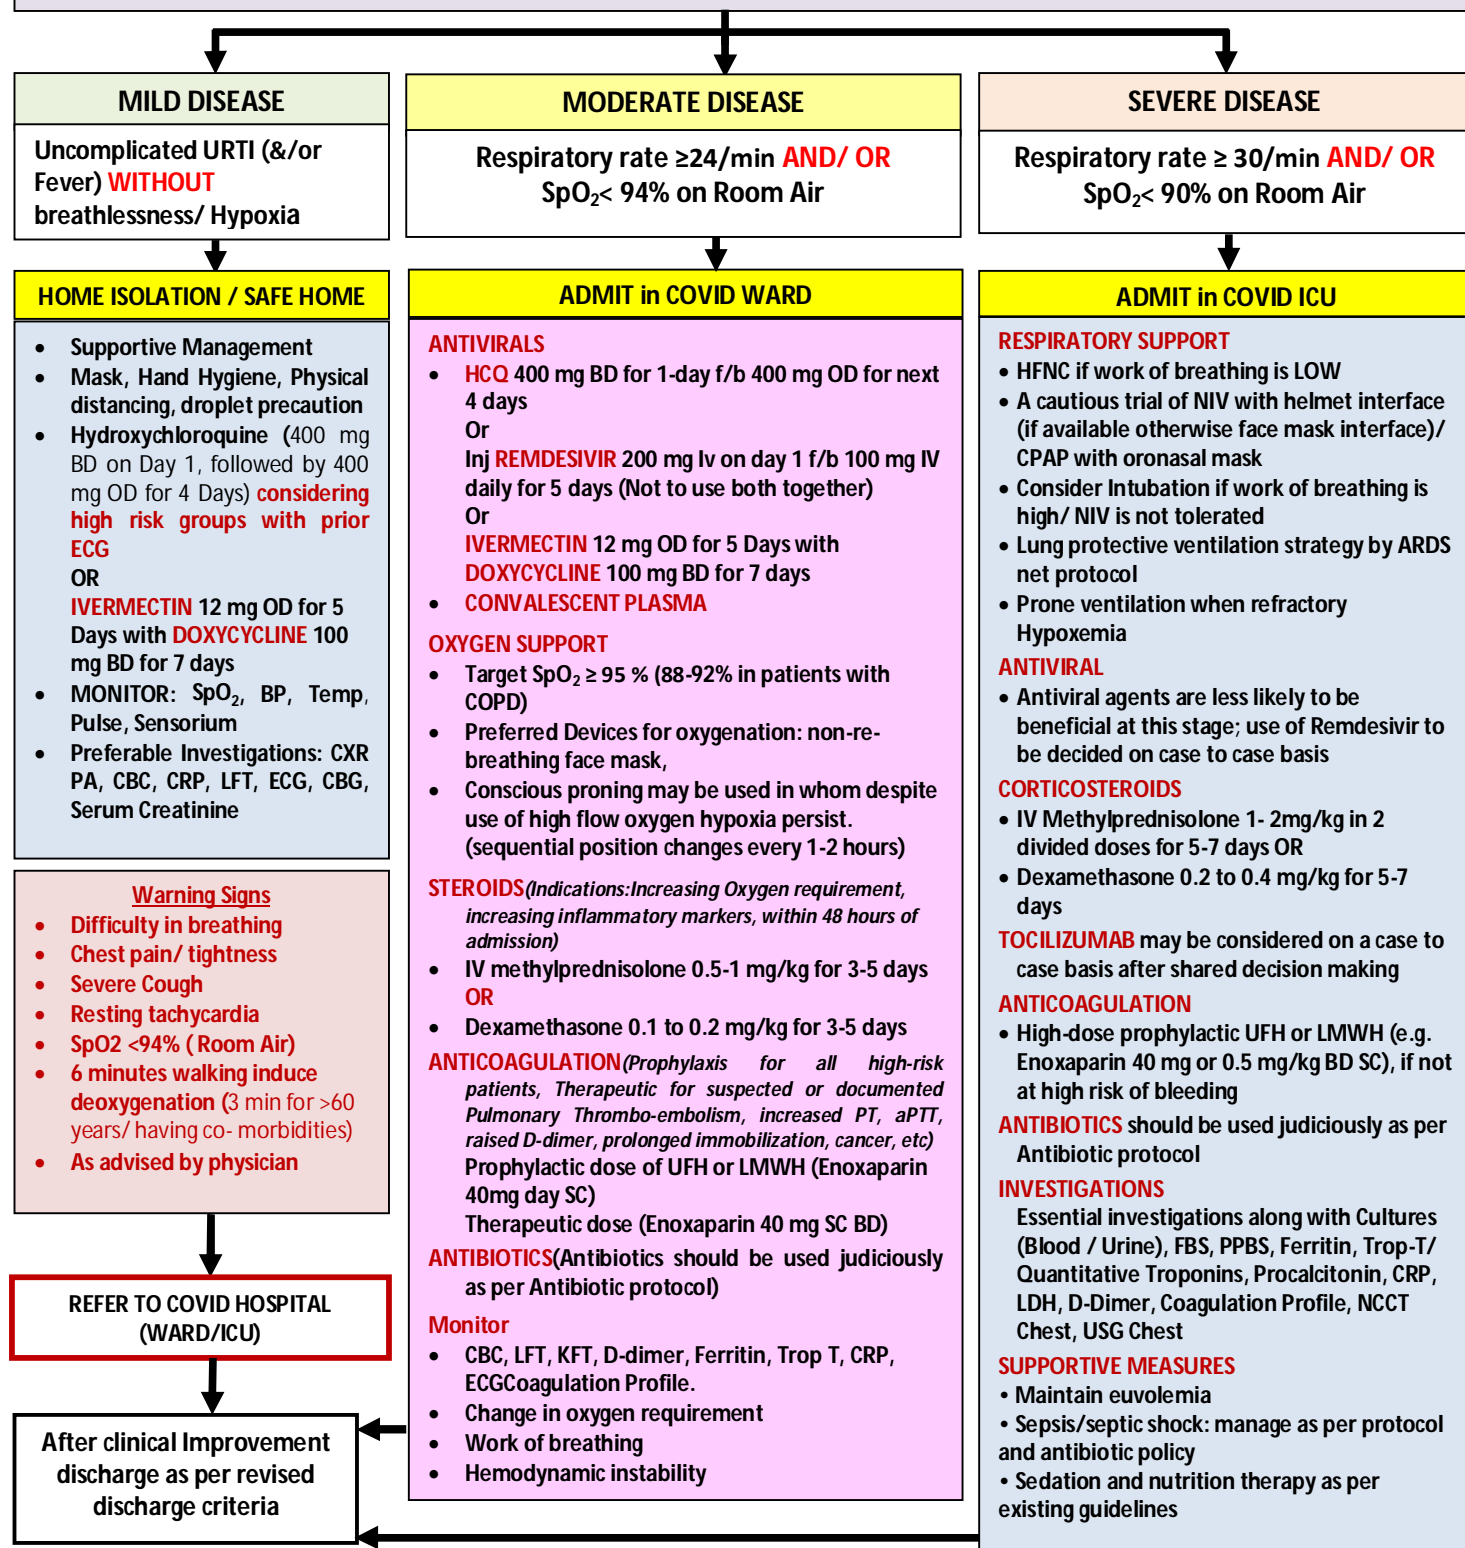 MILD DISEASE
Uncomplicated URTI (&/or
Fever) WITHOUT
breathlessness/ Hypoxia
HOME ISOLATION / SAFE HOME
• Supportive Management
• Mask, Hand Hygiene, Physical
distancing, droplet precaution
• Hydroxychloroquine (400 mg
BD on Day 1, followed by 400
mg OD for 4 Days) considering
high risk groups with prior
ECG
OR
IVERMECTIN 12 mg OD for 5
Days with DOXYCYCLINE 100
mg BD for 7 days
• MONITOR: SpO₂, BP, Temp,
Pulse, Sensorium
• Preferable Investigations: CXR
PA, CBC, CRP, LFT, ECG, CBG,
Serum Creatinine
Warning Signs
• Difficulty in breathing
• Chest pain/ tightness
• Severe Cough
• Resting tachycardia
• SpO2 <94% ( Room Air)
• 6 minutes walking induce
deoxygenation (3 min for >60
years/ having co- morbidities)
• As advised by physician
REFER TO COVID HOSPITAL
(WARD/ICU)
After clinical Improvement
discharge as per revised
discharge criteria
MODERATE DISEASE
Respiratory rate ≥24/min AND/ OR
SpO₂< 94% on Room Air
ADMIT in COVID WARD
ANTIVIRALS
• HCQ 400 mg BD for 1-day f/b 400 mg OD for next
4 days
Or
Inj REMDESIVIR 200 mg Iv on day 1 f/b 100 mg IV
daily for 5 days (Not to use both together)
Or
IVERMECTIN 12 mg OD for 5 Days with
DOXYCYCLINE 100 mg BD for 7 days
• CONVALESCENT PLASMA
OXYGEN SUPPORT
• Target SpO₂ ≥ 95 % (88-92% in patients with
COPD)
• Preferred Devices for oxygenation: non-re-
breathing face mask,
• Conscious proning may be used in whom despite
use of high flow oxygen hypoxia persist.
(sequential position changes every 1-2 hours)
STEROIDS(Indications:Increasing Oxygen requirement,
increasing inflammatory markers, within 48 hours of
admission)
• IV methylprednisolone 0.5-1 mg/kg for 3-5 days
OR
• Dexamethasone 0.1 to 0.2 mg/kg for 3-5 days
ANTICOAGULATION(Prophylaxis for all high-risk
patients, Therapeutic for suspected or documented
Pulmonary Thrombo-embolism, increased PT, aPTT,
raised D-dimer, prolonged immobilization, cancer, etc)
Prophylactic dose of UFH or LMWH (Enoxaparin
40mg day SC)
Therapeutic dose (Enoxaparin 40 mg SC BD)
ANTIBIOTICS(Antibiotics should be used judiciously
as per Antibiotic protocol)
Monitor
• CBC, LFT, KFT, D-dimer, Ferritin, Trop T, CRP,
ECGCoagulation Profile.
• Change in oxygen requirement
• Work of breathing
• Hemodynamic instability
SEVERE DISEASE
Respiratory rate ≥ 30/min AND/ OR
SpO₂< 90% on Room Air
ADMIT in COVID ICU
RESPIRATORY SUPPORT
• HFNC if work of breathing is LOW
• A cautious trial of NIV with helmet interface
(if available otherwise face mask interface)/
CPAP with oronasal mask
• Consider Intubation if work of breathing is
high/ NIV is not tolerated
• Lung protective ventilation strategy by ARDS
net protocol
• Prone ventilation when refractory
Hypoxemia
ANTIVIRAL
• Antiviral agents are less likely to be
beneficial at this stage; use of Remdesivir to
be decided on case to case basis
CORTICOSTEROIDS
• IV Methylprednisolone 1- 2mg/kg in 2
divided doses for 5-7 days OR
• Dexamethasone 0.2 to 0.4 mg/kg for 5-7
days
TOCILIZUMAB may be considered on a case to
case basis after shared decision making
ANTICOAGULATION
• High-dose prophylactic UFH or LMWH (e.g.
Enoxaparin 40 mg or 0.5 mg/kg BD SC), if not
at high risk of bleeding
ANTIBIOTICS should be used judiciously as per
Antibiotic protocol
INVESTIGATIONS
Essential investigations along with Cultures
(Blood / Urine), FBS, PPBS, Ferritin, Trop-T/
Quantitative Troponins, Procalcitonin, CRP,
LDH, D-Dimer, Coagulation Profile, NCCT
Chest, USG Chest
SUPPORTIVE MEASURES
• Maintain euvolemia
• Sepsis/septic shock: manage as per protocol
and antibiotic policy
• Sedation and nutrition therapy as per
existing guidelines